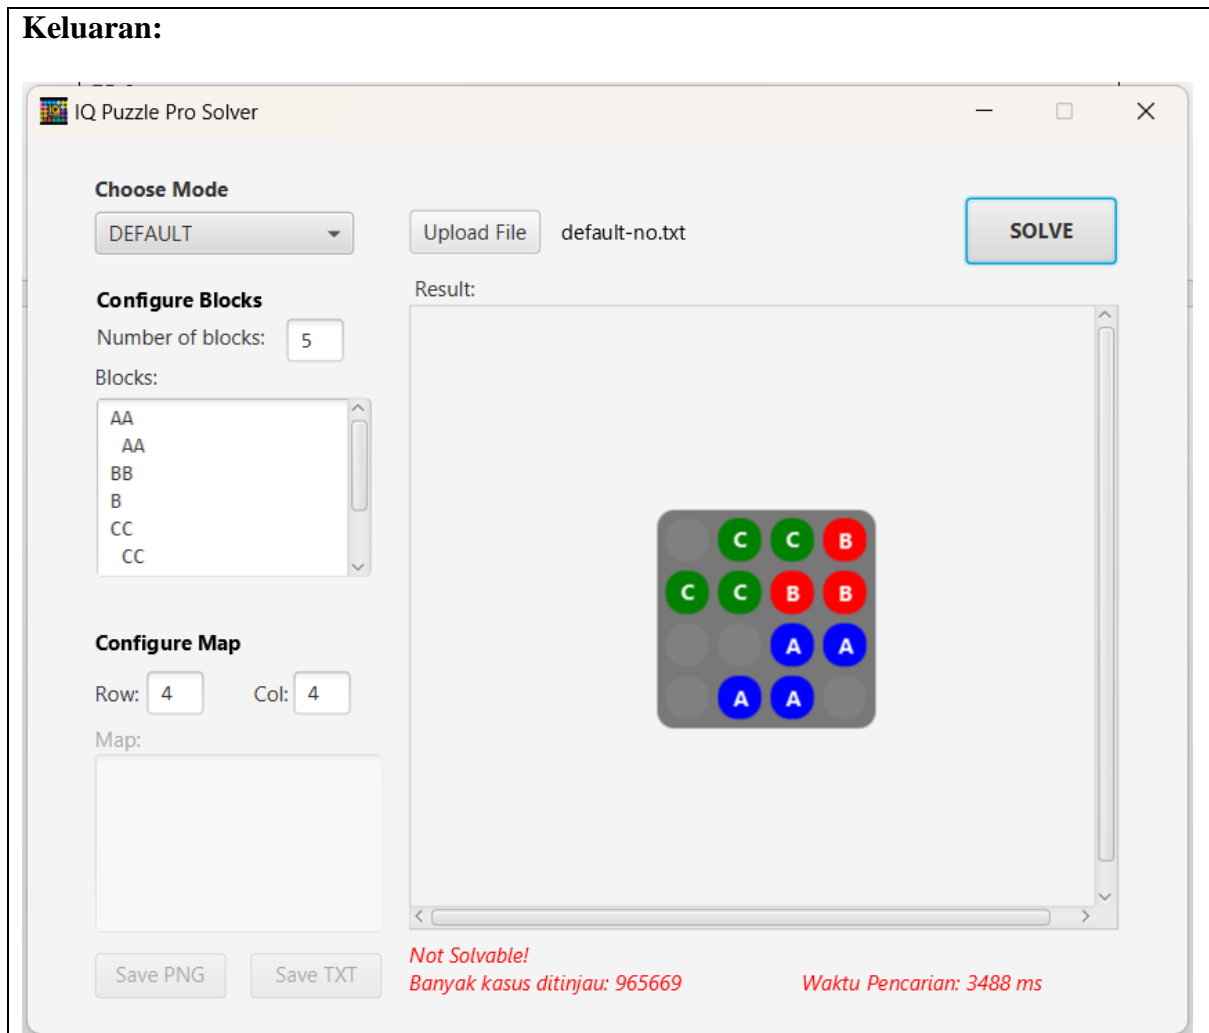 Keluaran:
IQ Puzzle Pro Solver
Choose Mode
DEFAULT
Upload File default-no.txt
SOLVE
Configure Blocks
Number of blocks: 5
Blocks:
AA
  AA
BB
B
CC
  CC
Configure Map
Row: 4 Col: 4
Map:
Save PNG Save TXT
Result:
C C B
C C B B
A A
A A
Not Solvable!
Banyak kasus ditinjau: 965669 Waktu Pencarian: 3488 ms